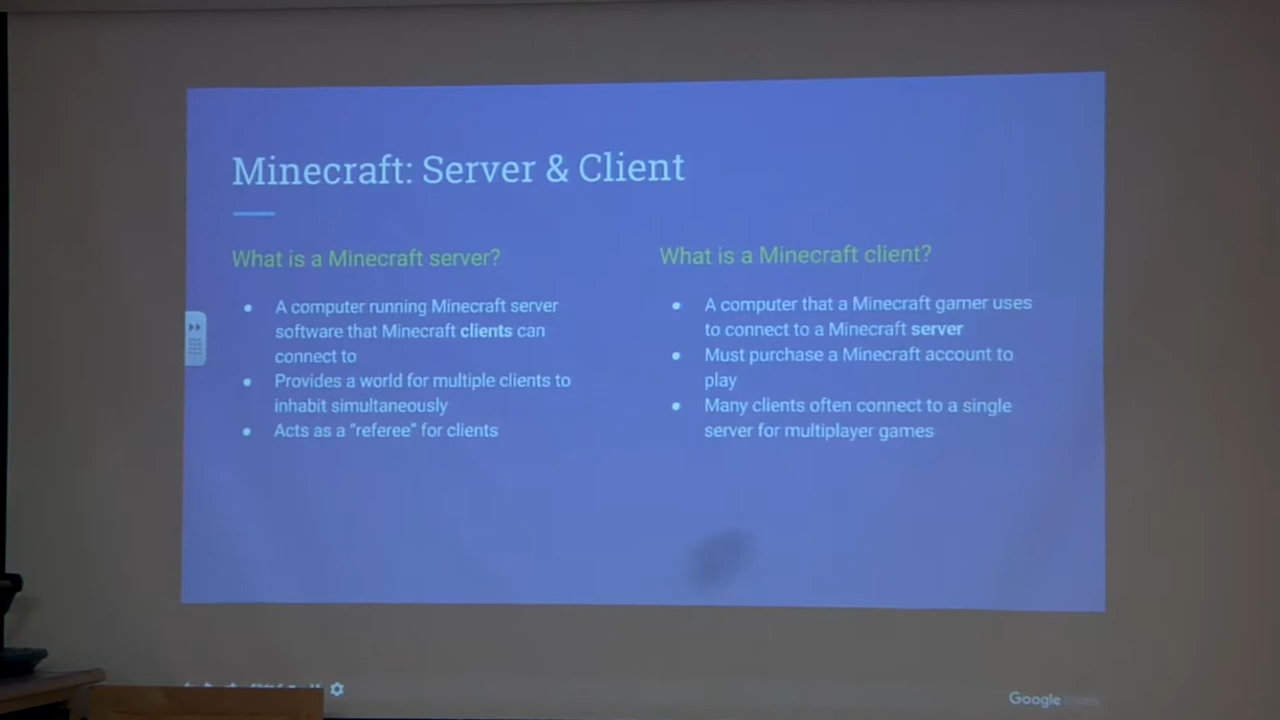 Minecraft: Server & Client
What is a Minecraft server?
● A computer running Minecraft server
software that Minecraft clients can
connect to
● Provides a world for multiple clients to
inhabit simultaneously
● Acts as a “referee” for clients
What is a Minecraft client?
● A computer that a Minecraft gamer uses
to connect to a Minecraft server
● Must purchase a Minecraft account to
play
● Many clients often connect to a single
server for multiplayer games
Google